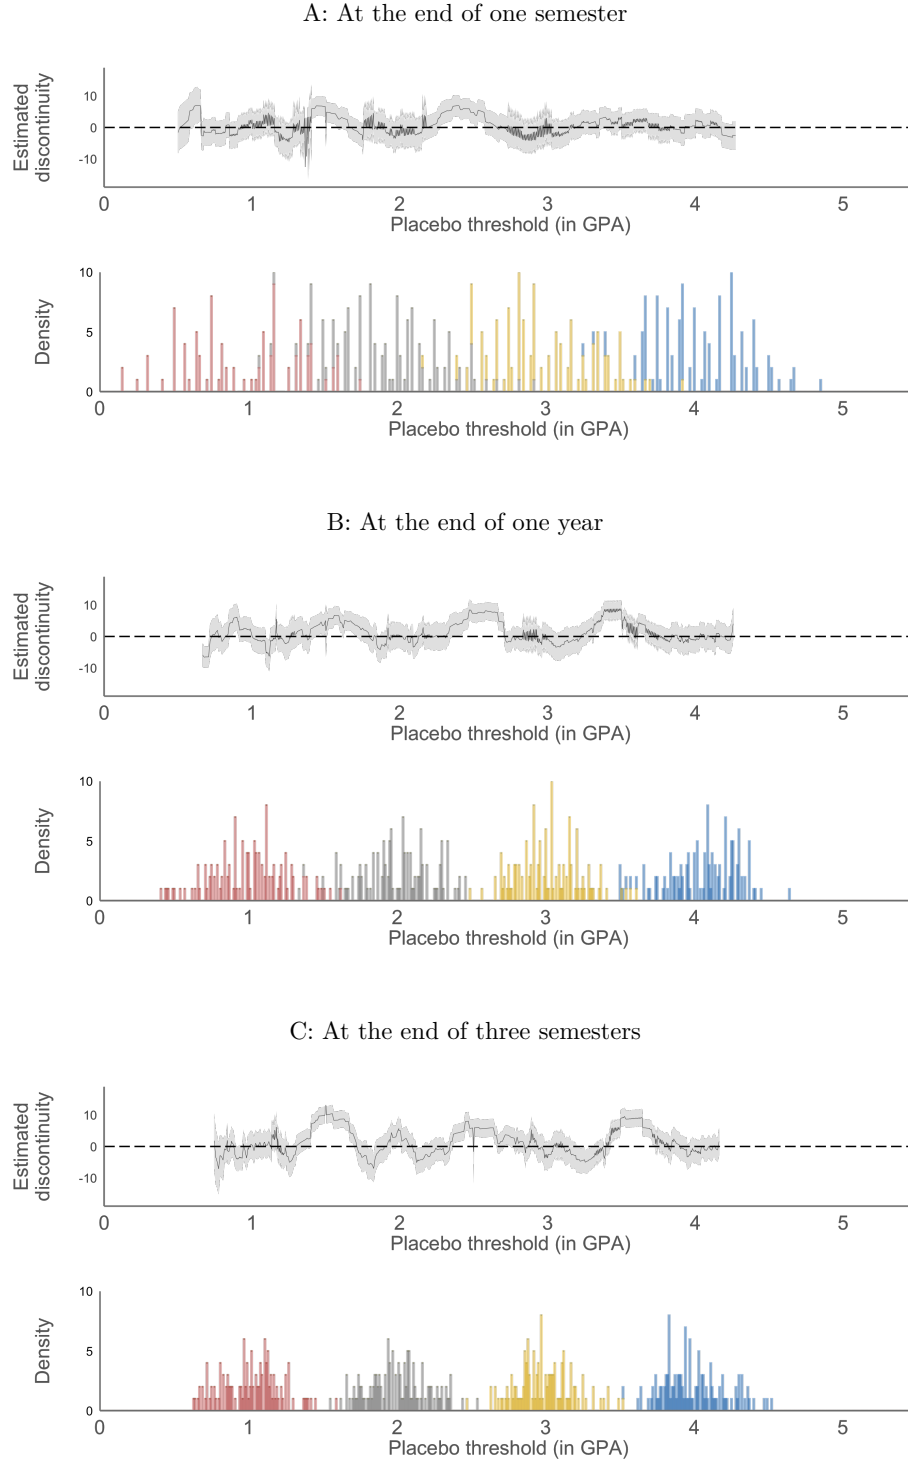 A: At the end of one semester
Estimated
discontinuity
10
0
-10
0 1 2 3 4 5
Placebo threshold (in GPA)
Density
10
5
0
0 1 2 3 4 5
Placebo threshold (in GPA)
B: At the end of one year
Estimated
discontinuity
10
0
-10
0 1 2 3 4 5
Placebo threshold (in GPA)
Density
10
5
0
0 1 2 3 4 5
Placebo threshold (in GPA)
C: At the end of three semesters
Estimated
discontinuity
10
0
-10
0 1 2 3 4 5
Placebo threshold (in GPA)
Density
10
5
0
0 1 2 3 4 5
Placebo threshold (in GPA)